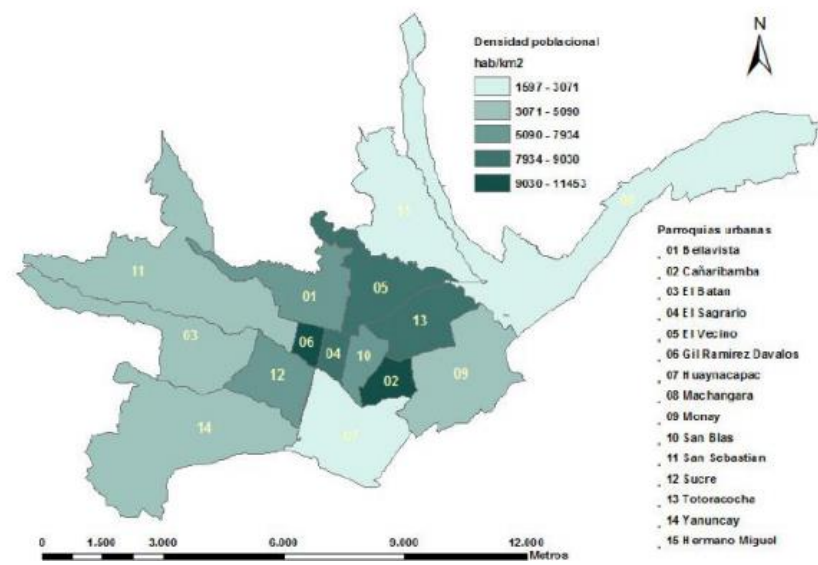 N
Densidad poblacional
hab/km2
1597 - 3071
3071 - 5090
5090 - 7934
7934 - 9030
9030 - 11453
15
08
11
01
05
13
03
06
04
10
12
02
09
14
07
Parroquias urbanas
01 Bellavista
02 Cañaribamba
03 El Batan
04 El Sagrario
05 El Vecino
06 Gil Ramirez Davalos
07 Huaynacapac
08 Machangara
09 Monay
10 San Blas
11 San Sebastian
12 Sucre
13 Totoracocha
14 Yanuncay
15 Hermano Miguel
0 1.500 3.000 6.000 9.000 12.000
Metros